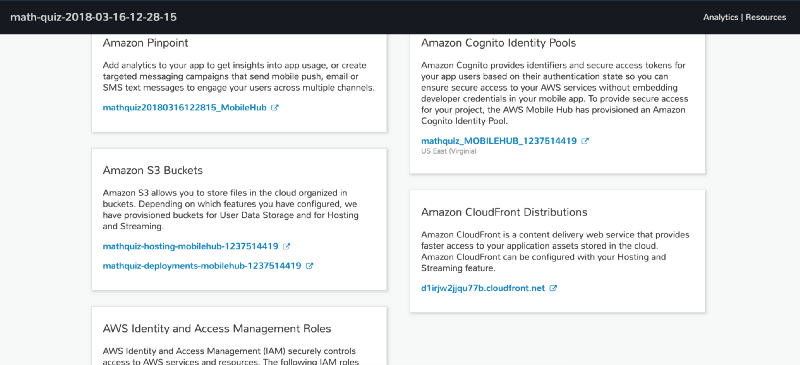 math-quiz-2018-03-16-12-28-15
Analytics | Resources
Amazon Pinpoint
Add analytics to your app to get insights into app usage, or create
targeted messaging campaigns that send mobile push, email or
SMS text messages to engage your users across multiple channels.
mathquiz20180316122815_MobileHub
Amazon S3 Buckets
Amazon S3 allows you to store files in the cloud organized in
buckets. Depending on which features you have configured, we
have provisioned buckets for User Data Storage and for Hosting
and Streaming.
mathquiz-hosting-mobilehub-1237514419
mathquiz-deployments-mobilehub-1237514419
AWS Identity and Access Management Roles
AWS Identity and Access Management (IAM) securely controls
access to AWS services and resources. The following IAM roles
Amazon Cognito Identity Pools
Amazon Cognito provides identifiers and secure access tokens for
your app users based on their authentication state so you can
ensure secure access to your AWS services without embedding
developer credentials in your mobile app. To provide secure access
for your project, the AWS Mobile Hub has provisioned an Amazon
Cognito Identity Pool.
mathquiz_MOBILEHUB_1237514419
US East (Virginia)
Amazon CloudFront Distributions
Amazon CloudFront is a content delivery web service that provides
faster access to your application assets stored in the cloud.
Amazon CloudFront can be configured with your Hosting and
Streaming feature.
d1irjw2jjqu77b.cloudfront.net